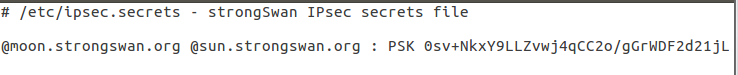 # /etc/ipsec.secrets - strongSwan IPsec secrets file
@moon.strongswan.org @sun.strongswan.org : PSK 0sv+NkxY9LLZvwj4qCC2o/gGrWDF2d21jL